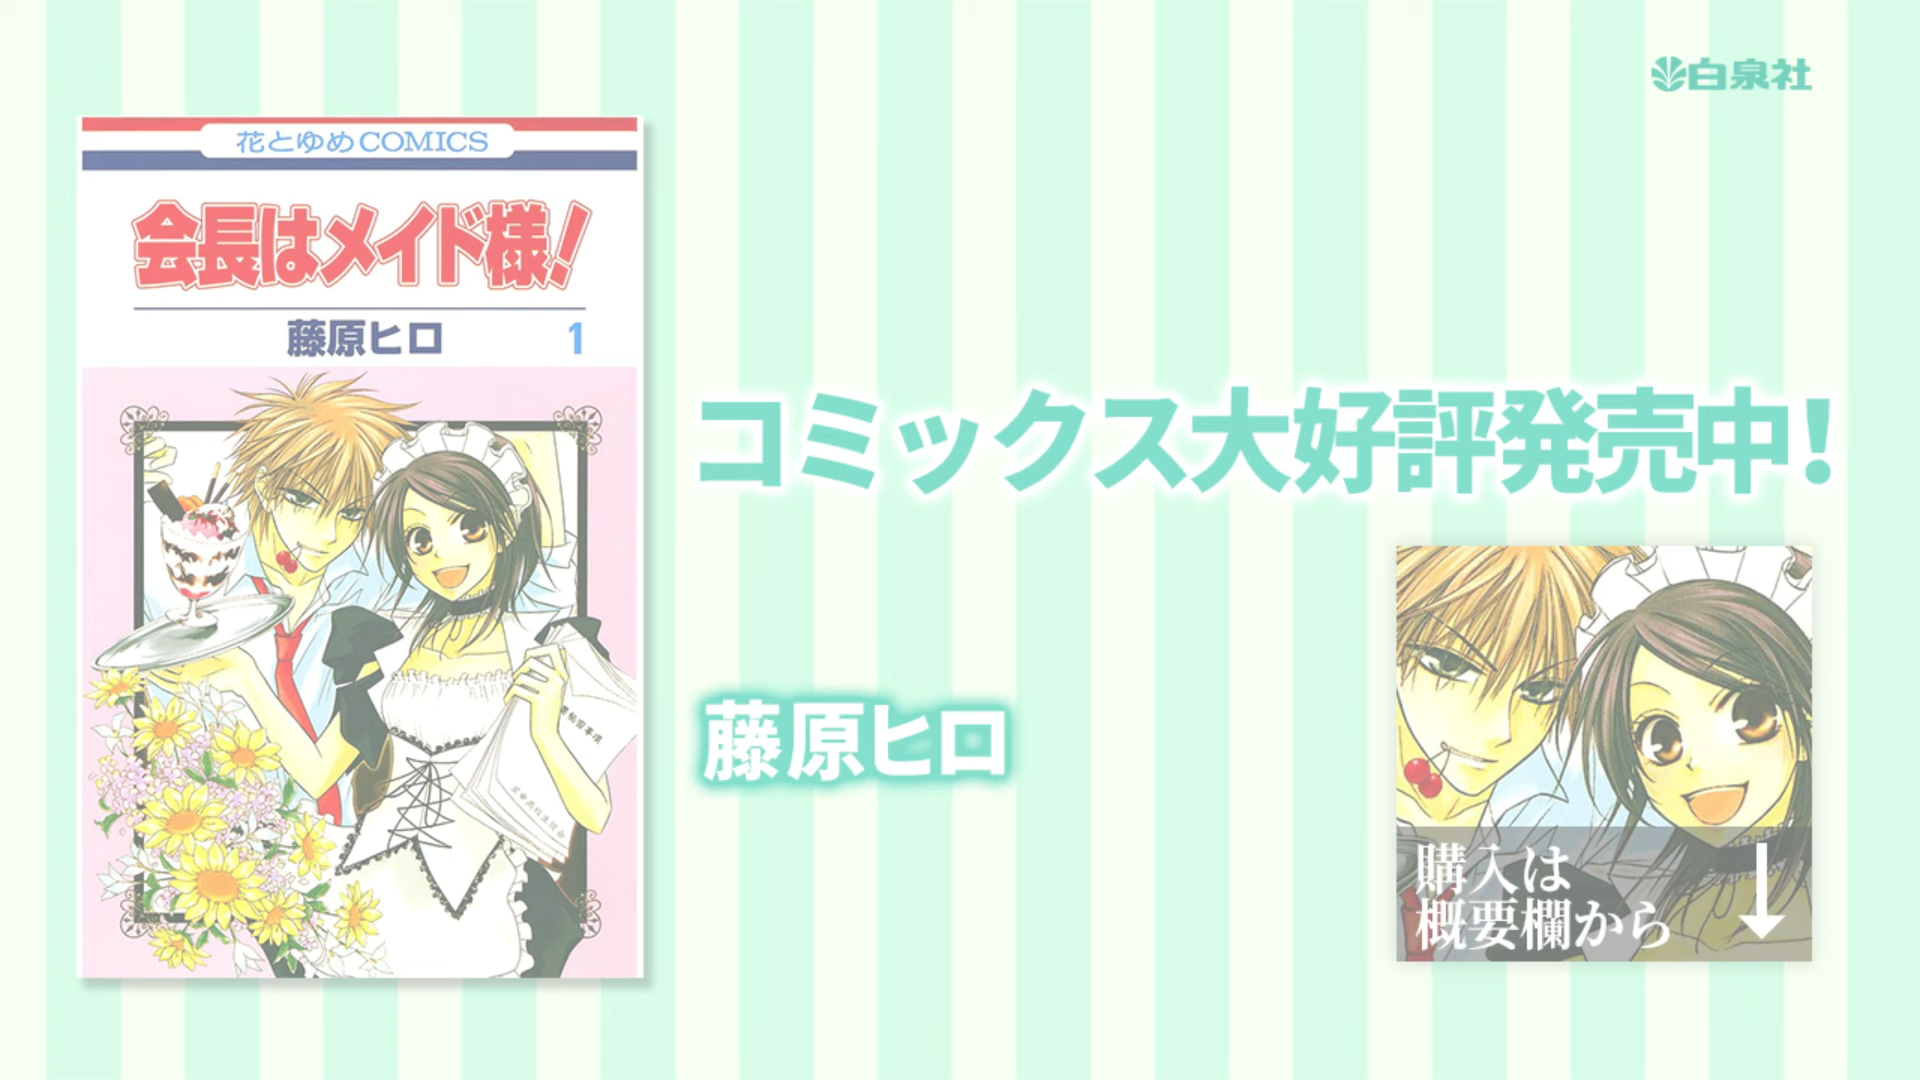 白泉社
花とゆめCOMICS
会長はメイド様!
藤原ヒロ 1
コミックス大好評発売中!
藤原ヒロ
購入は
概要欄から